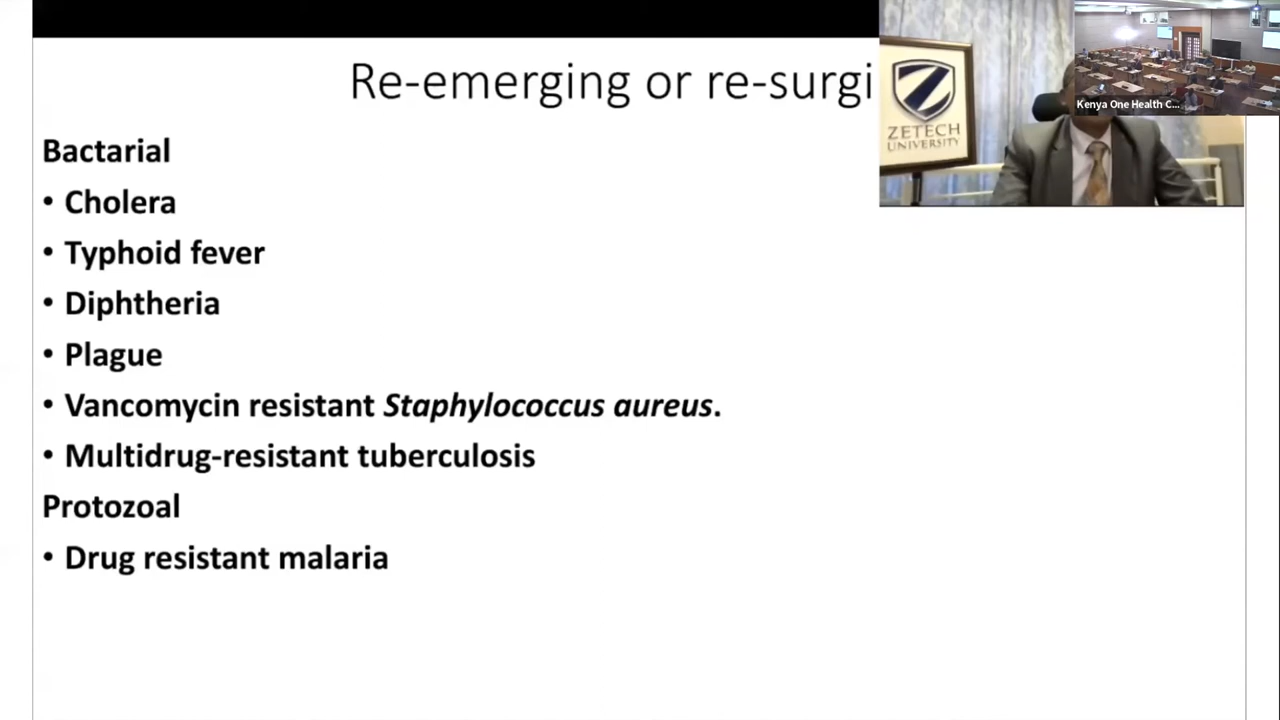 Re-emerging or re-surgi
Bactarial
• Cholera
• Typhoid fever
• Diphtheria
• Plague
• Vancomycin resistant Staphylococcus aureus.
• Multidrug-resistant tuberculosis
Protozoal
• Drug resistant malaria
ZETECH
UNIVERSITY
Kenya One Health C...